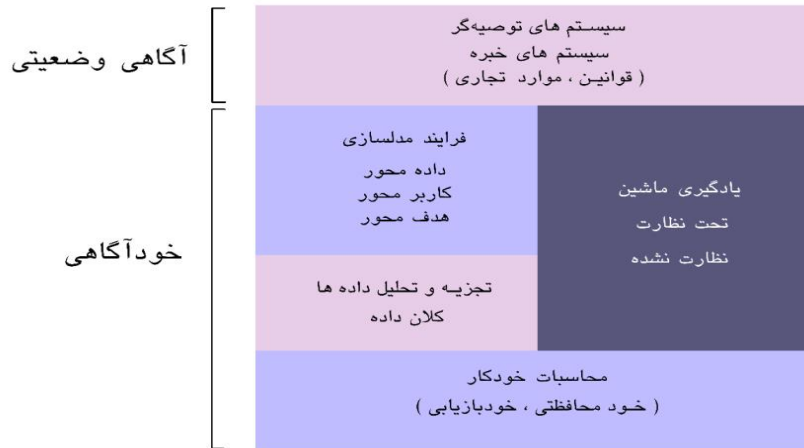 آگاهی وضعیتی
سیستم های توصیه‌گر
سیستم های خبره
( قوانین ، موارد تجاری )
خودآگاهی
یادگیری ماشین
تحت نظارت
نظارت نشده
فرایند مدلسازی
داده محور
کاربر محور
هدف محور
تجزیه و تحلیل داده ها
کلان داده
محاسبات خودکار
( خود محافظتی ، خودبازیابی )